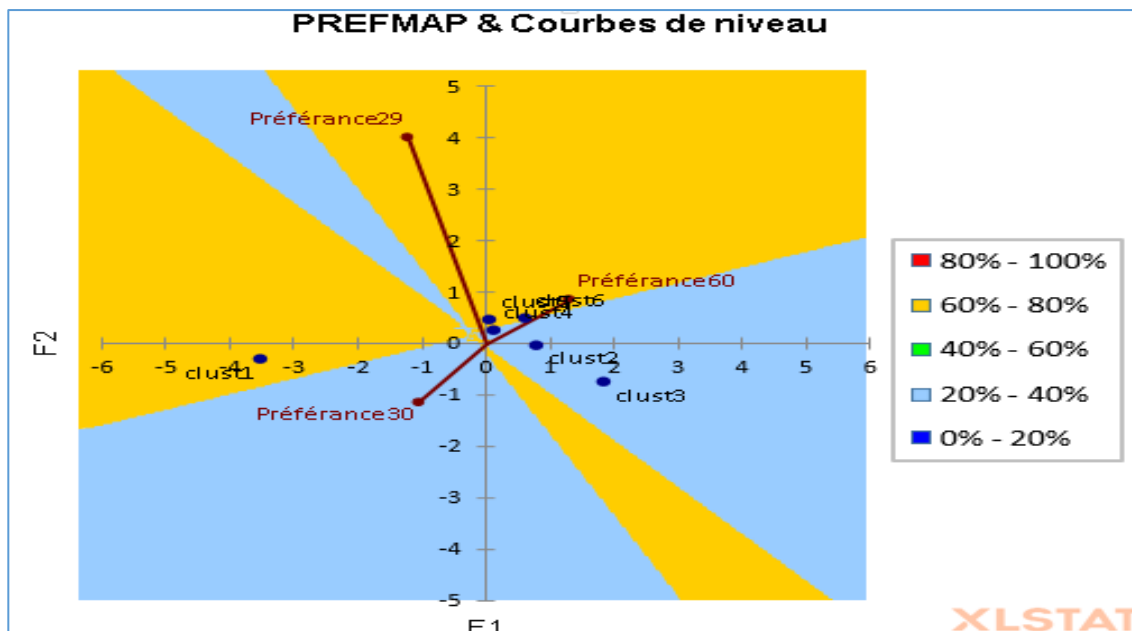 PREFMAP & Courbes de niveau
5
Préférance29
4
3
2
Préférance60
1
clust6
clust4
0
-6 -5 -4 -3 -2 -1 0 1 2 3 4 5 6
clust1
clust2
clust3
-1
Préférance30
-2
-3
-4
-5
F2
F1
80% - 100%
60% - 80%
40% - 60%
20% - 40%
0% - 20%
XLSTAT